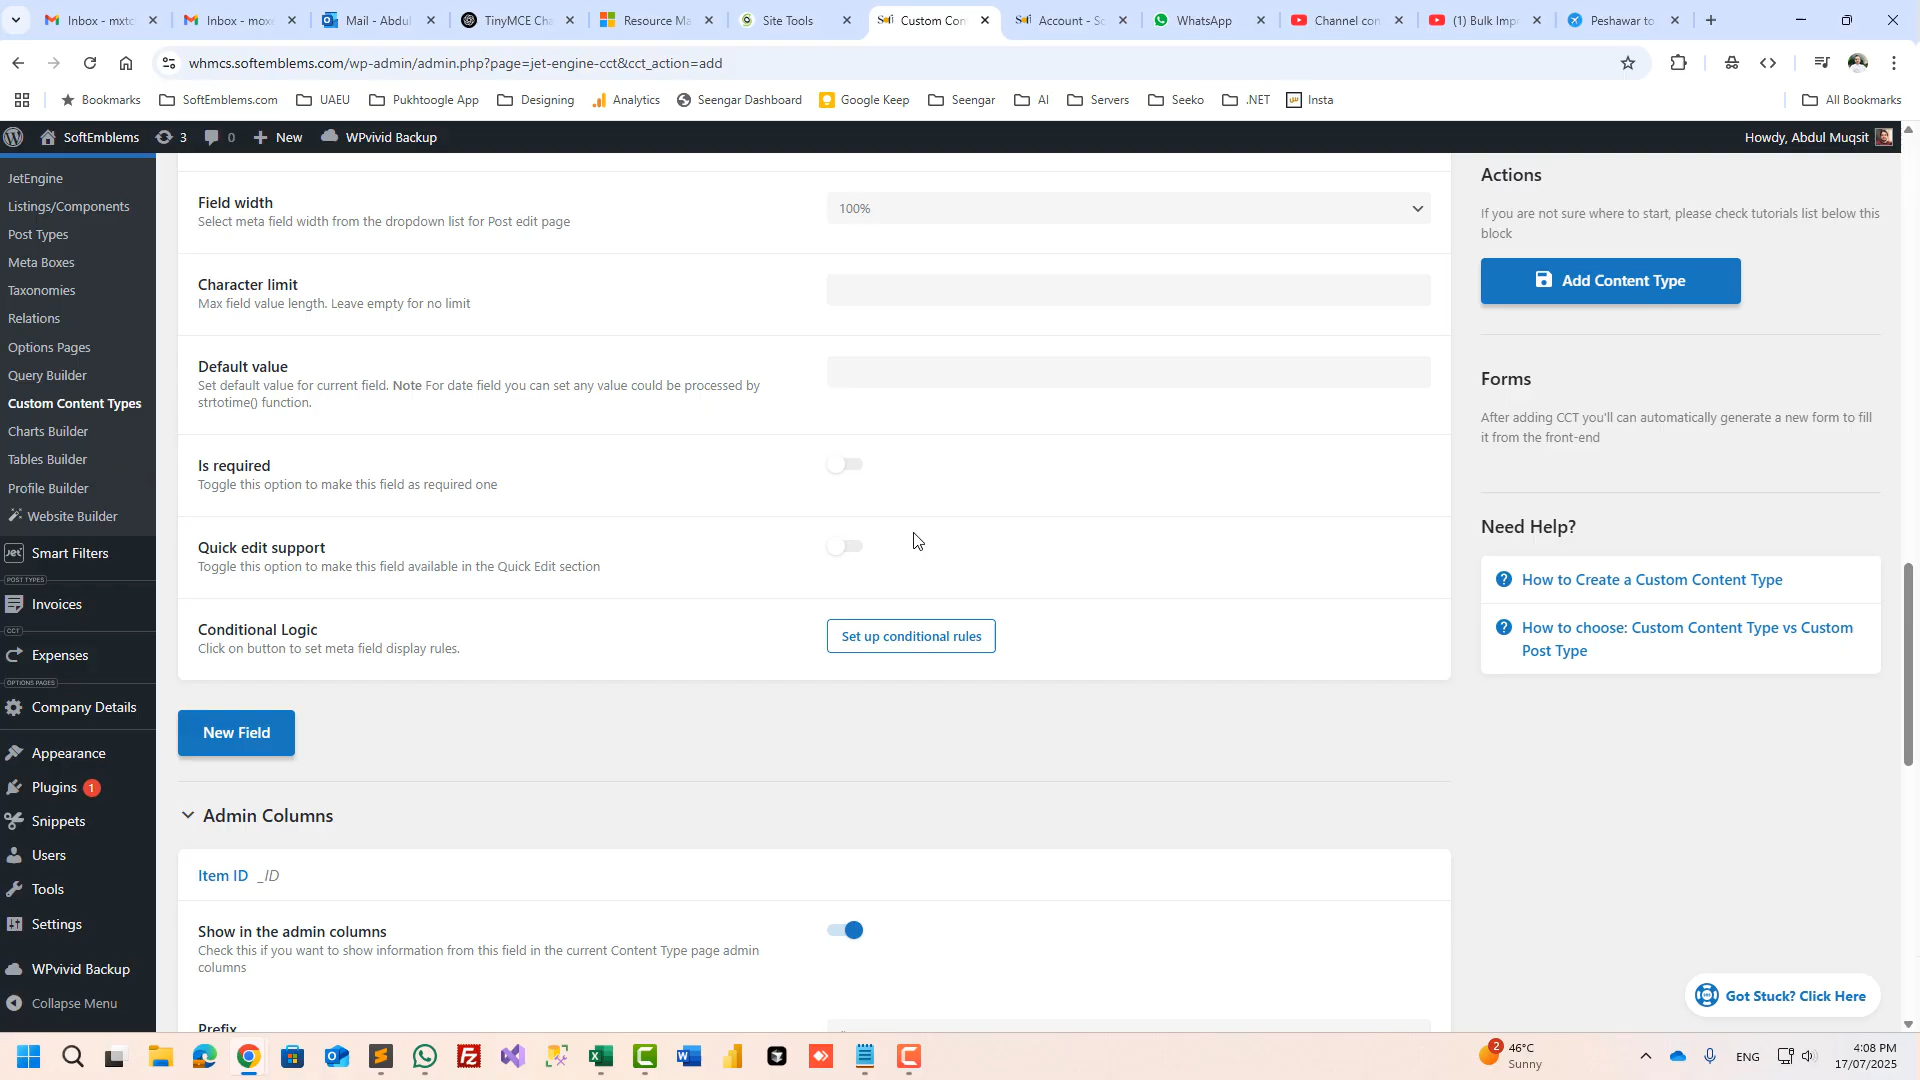 Inbox - mxtc
Inbox - moxe
Mail - Abdul
TinyMCE Cha
Resource Ma
Site Tools
Custom Con
Account - So
WhatsApp
Channel con
(1) Bulk Imp
Peshawar to
whmcs.softemblems.com/wp-admin/admin.php?page=jet-engine-cct&cct_action=add
Bookmarks
SoftEmblems.com
UAEU
Pukhtoogle App
Designing
Analytics
Seengar Dashboard
Google Keep
Seengar
AI
Servers
Seeko
.NET
Insta
All Bookmarks
SoftEmblems
3
0
New
WPvivid Backup
Howdy, Abdul Muqsit
JetEngine
Listings/Components
Post Types
Meta Boxes
Taxonomies
Relations
Options Pages
Query Builder
Custom Content Types
Charts Builder
Tables Builder
Profile Builder
Website Builder
Smart Filters
POST TYPES
Invoices
CCT
Expenses
OPTIONS PAGES
Company Details
Appearance
Plugins 1
Snippets
Users
Tools
Settings
WPvivid Backup
Collapse Menu
Field width
Select meta field width from the dropdown list for Post edit page
100%
Character limit
Max field value length. Leave empty for no limit
Default value
Set default value for current field. Note For date field you can set any value could be processed by
strtotime() function.
Is required
Toggle this option to make this field as required one
Quick edit support
Toggle this option to make this field available in the Quick Edit section
Conditional Logic
Click on button to set meta field display rules.
Set up conditional rules
New Field
Admin Columns
Item ID _ID
Show in the admin columns
Check this if you want to show information from this field in the current Content Type page admin
columns
Prefix
Actions
If you are not sure where to start, please check tutorials list below this
block
Add Content Type
Forms
After adding CCT you'll can automatically generate a new form to fill
it from the front-end
Need Help?
How to Create a Custom Content Type
How to choose: Custom Content Type vs Custom
Post Type
Got Stuck? Click Here
2
46°C
Sunny
ENG
4:08 PM
17/07/2025